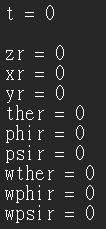 t = 0
zr = 0
xr = 0
yr = 0
ther = 0
phir = 0
psir = 0
wther = 0
wphir = 0
wpsir = 0